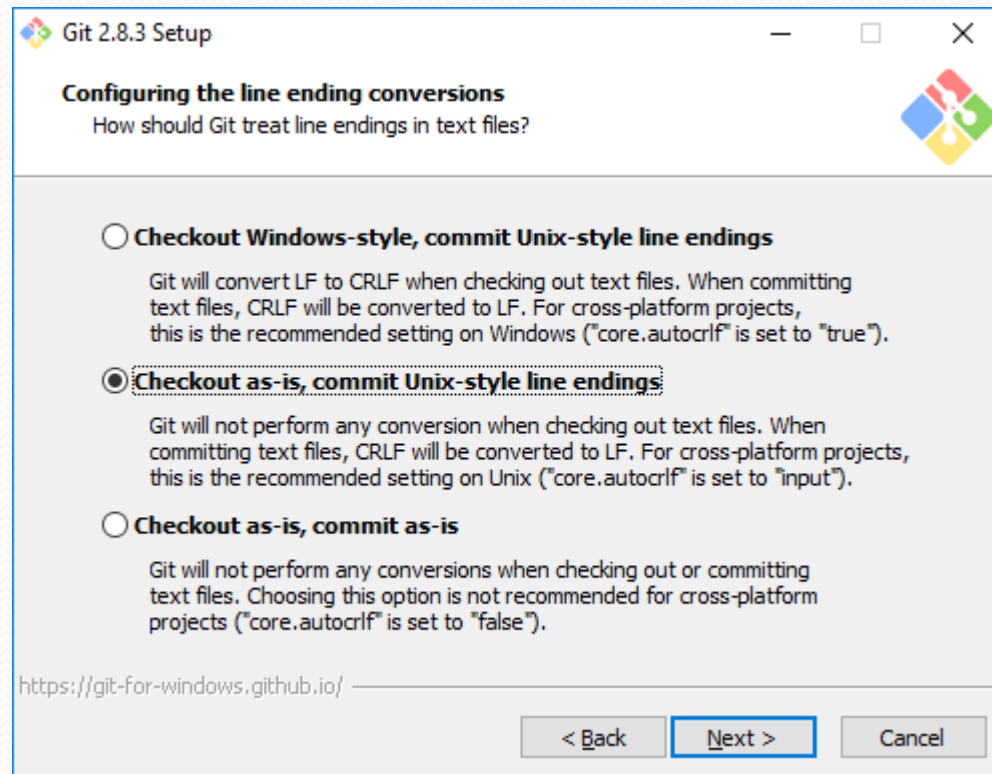 Git 2.8.3 Setup
Configuring the line ending conversions
How should Git treat line endings in text files?
Checkout Windows-style, commit Unix-style line endings
Git will convert LF to CRLF when checking out text files. When committing
text files, CRLF will be converted to LF. For cross-platform projects,
this is the recommended setting on Windows ("core.autocrlf" is set to "true").
Checkout as-is, commit Unix-style line endings
Git will not perform any conversion when checking out text files. When
committing text files, CRLF will be converted to LF. For cross-platform projects,
this is the recommended setting on Unix ("core.autocrlf" is set to "input").
Checkout as-is, commit as-is
Git will not perform any conversions when checking out or committing
text files. Choosing this option is not recommended for cross-platform
projects ("core.autocrlf" is set to "false").
https://git-for-windows.github.io/
< Back Next > Cancel